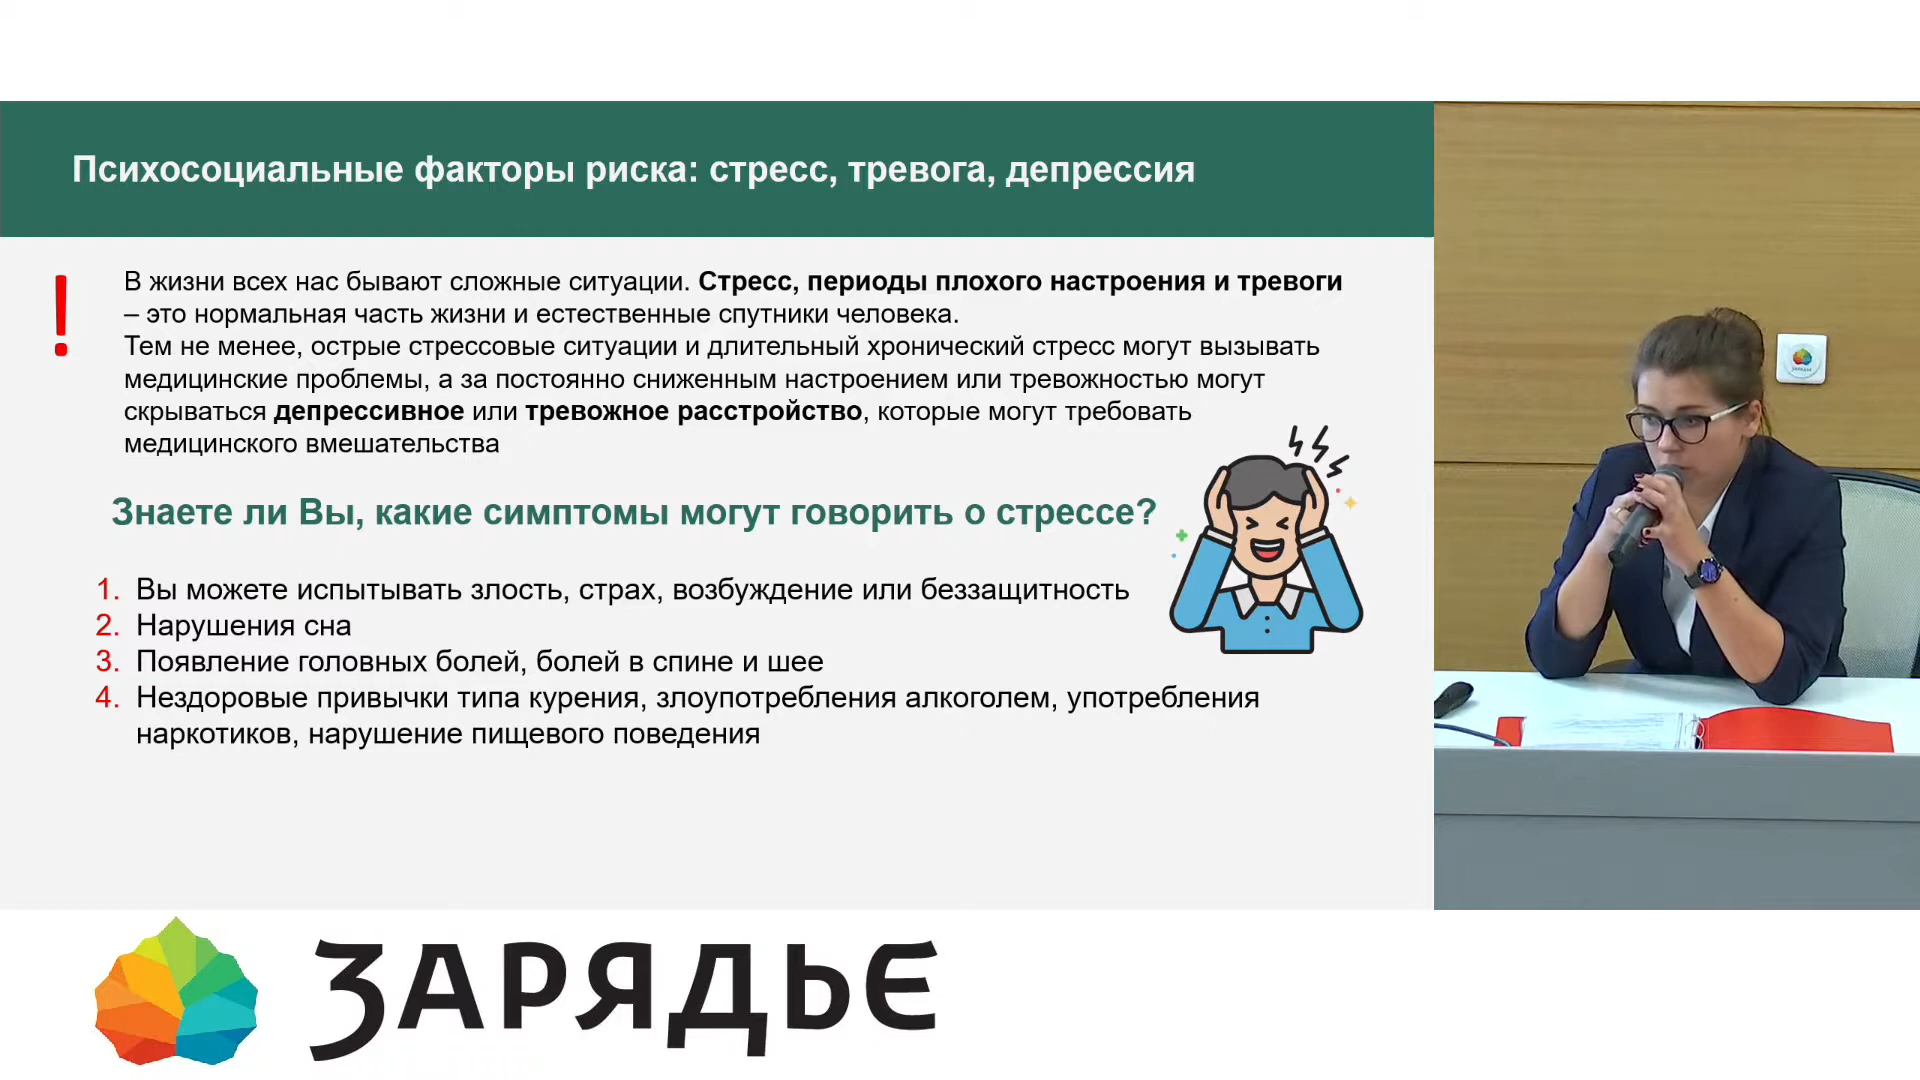 Психосоциальные факторы риска: стресс, тревога, депрессия
!
В жизни всех нас бывают сложные ситуации. Стресс, периоды плохого настроения и тревоги
– это нормальная часть жизни и естественные спутники человека.
Тем не менее, острые стрессовые ситуации и длительный хронический стресс могут вызывать
медицинские проблемы, а за постоянно сниженным настроением или тревожностью могут
скрываться депрессивное или тревожное расстройство, которые могут требовать
медицинского вмешательства
Знаете ли Вы, какие симптомы могут говорить о стрессе?
1. Вы можете испытывать злость, страх, возбуждение или беззащитность
2. Нарушения сна
3. Появление головных болей, болей в спине и шее
4. Нездоровые привычки типа курения, злоупотребления алкоголем, употребления
наркотиков, нарушение пищевого поведения
ЗАРЯДЬЕ